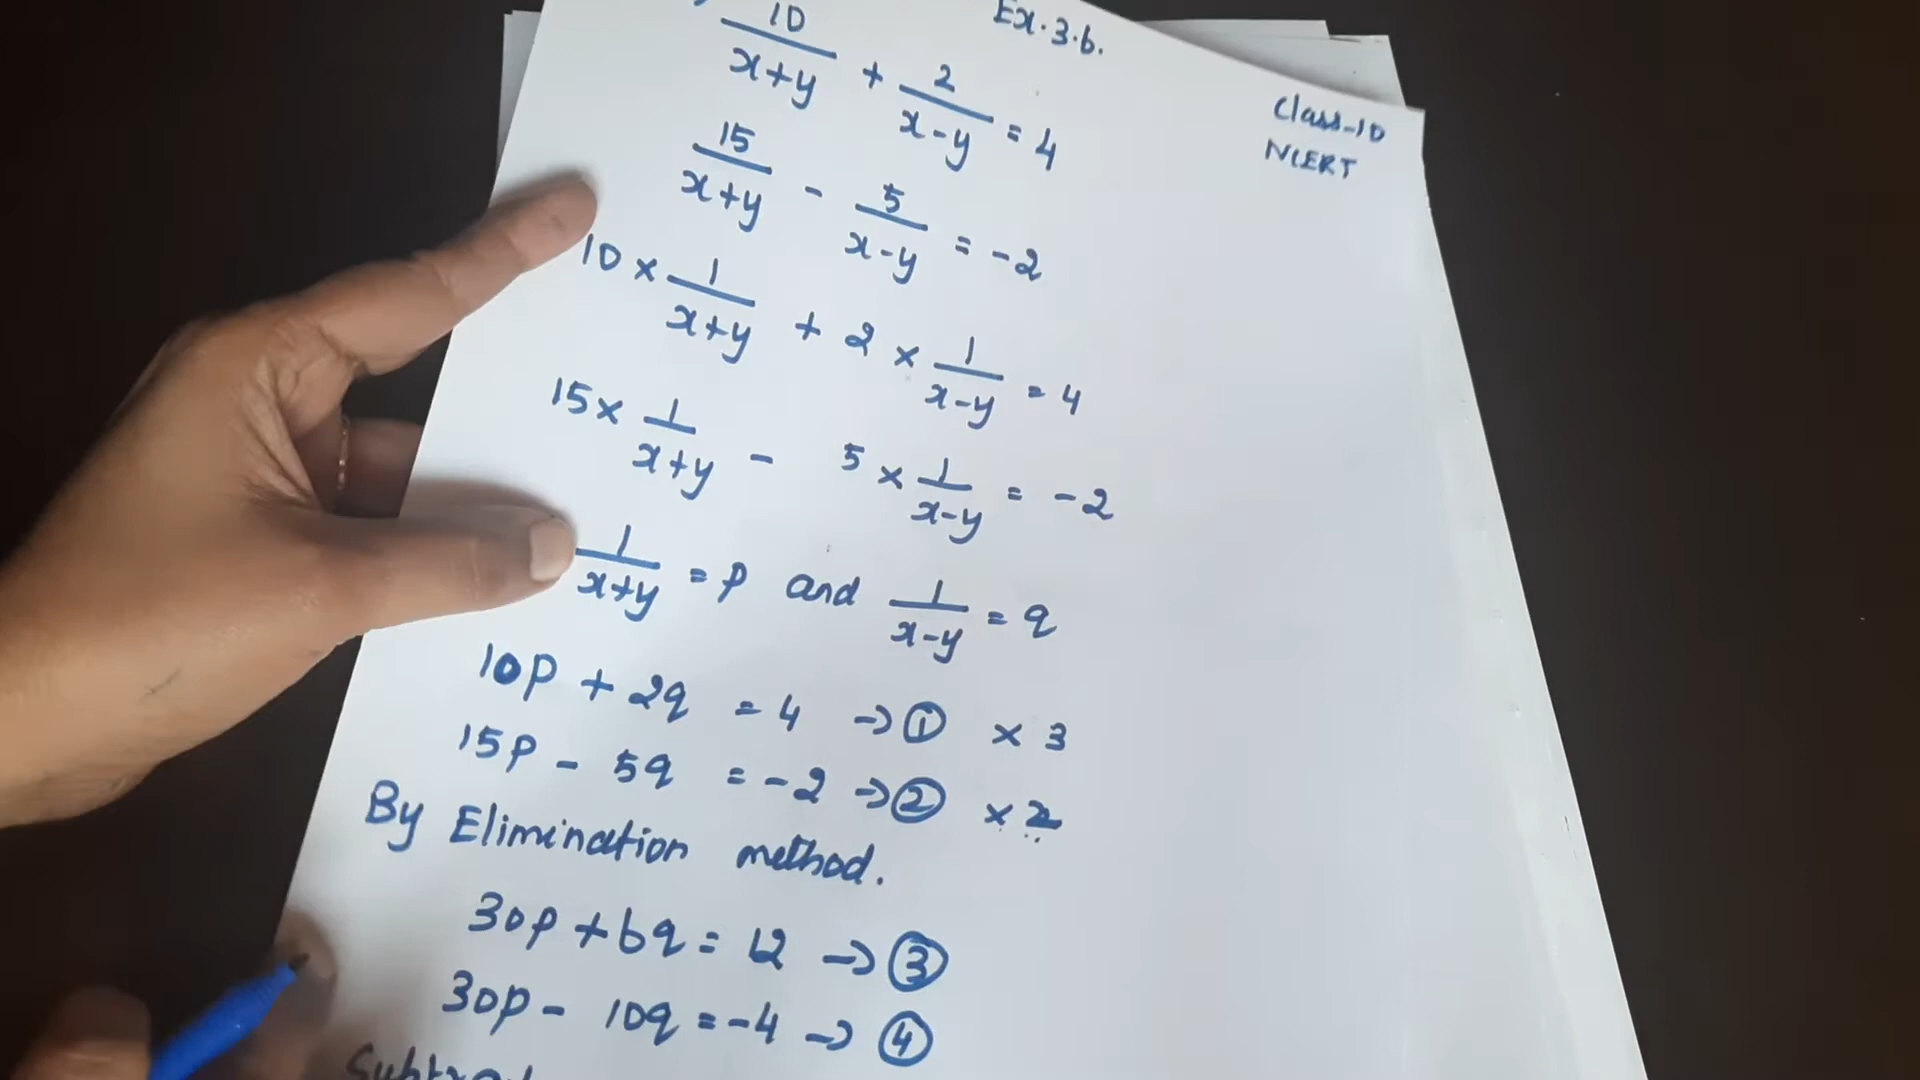 Ex.3.6.
Class-10
NCERT
10/(x+y) + 2/(x-y) = 4
15/(x+y) - 5/(x-y) = -2
10 × 1/(x+y) + 2 × 1/(x-y) = 4
15 × 1/(x+y) - 5 × 1/(x-y) = -2
1/(x+y) = p and 1/(x-y) = q
10p + 2q = 4 → ① × 3
15p - 5q = -2 → ② × 2
By Elimination method.
30p + 6q = 12 → ③
30p - 10q = -4 → ④